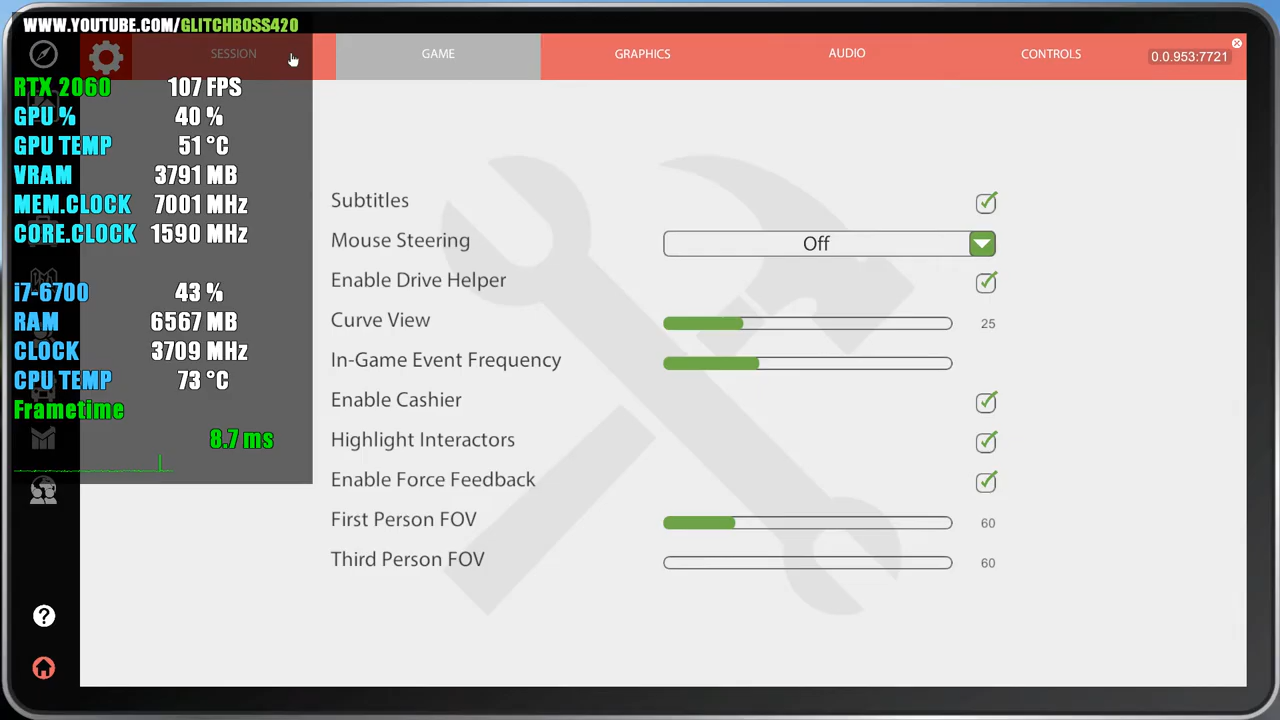 WWW.YOUTUBE.COM/GLITCHBOSS420
SESSION
GAME
GRAPHICS
AUDIO
CONTROLS
0.0.953:7721
RTX 2060 107 FPS
GPU % 40 %
GPU TEMP 51 °C
VRAM 3791 MB
MEM.CLOCK 7001 MHz
CORE.CLOCK 1590 MHz
i7-6700 43 %
RAM 6567 MB
CLOCK 3709 MHz
CPU TEMP 73 °C
Frametime
8.7 ms
Subtitles
Mouse Steering Off
Enable Drive Helper
Curve View 25
In-Game Event Frequency
Enable Cashier
Highlight Interactors
Enable Force Feedback
First Person FOV 60
Third Person FOV 60
?